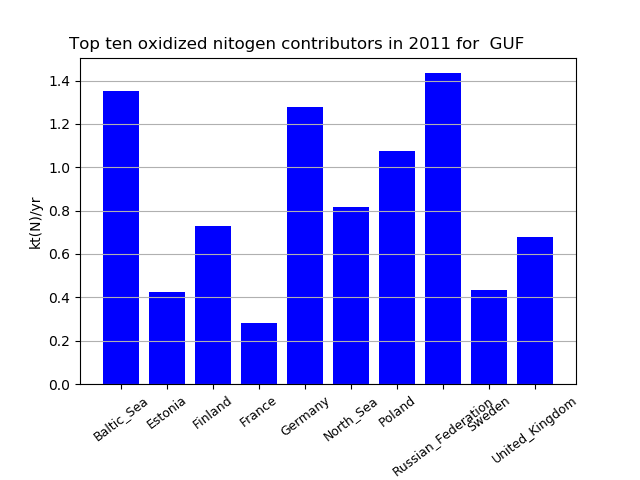 Top ten oxidized nitogen contributors in 2011 for  GUF
kt(N)/yr
1.4
1.2
1.0
0.8
0.6
0.4
0.2
0.0
Baltic_Sea
Estonia
Finland
France
Germany
North_Sea
Poland
Russian_Federation
Sweden
United_Kingdom